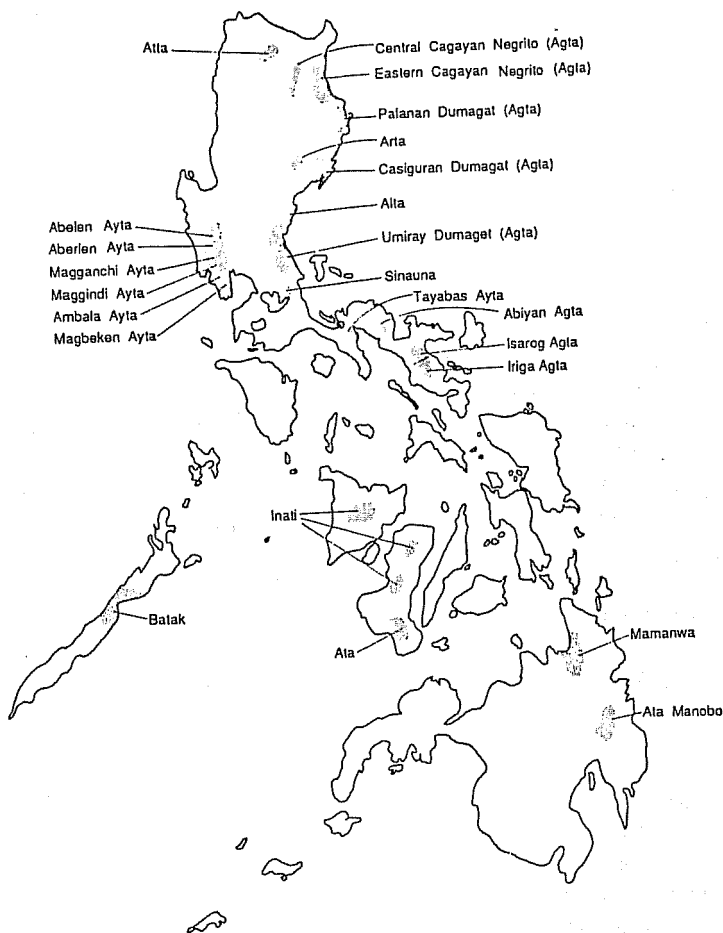 Atta
Central Cagayan Negrito (Agta)
Eastern Cagayan Negrito (Agta)
Palanan Dumagat (Agta)
Arta
Casiguran Dumagat (Agta)
Alta
Umiray Dumaget (Agta)
Sinauna
Abelen Ayta
Aberlen Ayta
Magganchi Ayta
Maggindi Ayta
Ambala Ayta
Magbeken Ayta
Tayabas Ayta
Abiyan Agta
Isarog Agta
Iriga Agta
Inati
Batak
Ata
Mamanwa
Ata Manobo